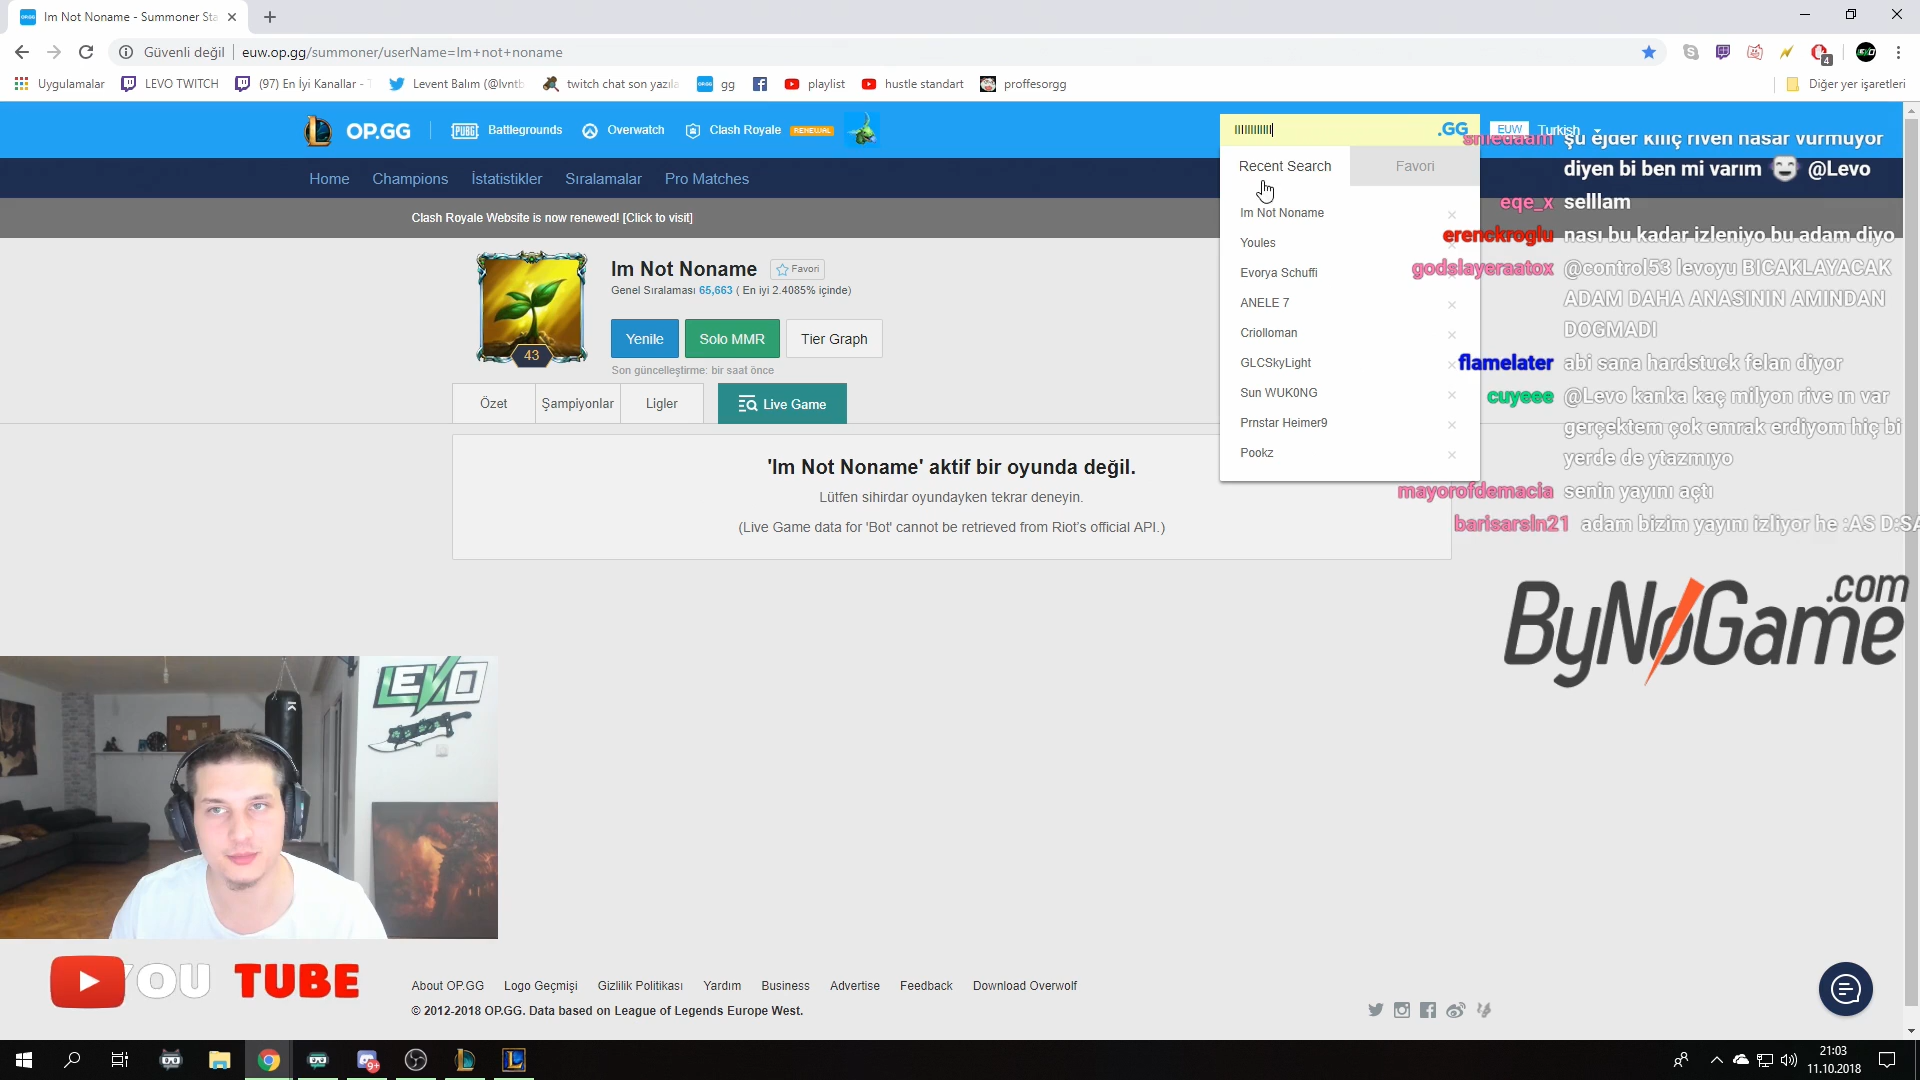 Im Not Noname - Summoner Sta
Güvenli değil
euw.op.gg/summoner/userName=Im+not+noname
4
Uygulamalar
LEVO TWITCH
(97) En İyi Kanallar - T
Levent Balım (@lvntb
twitch chat son yazıla
gg
playlist
hustle standart
proffesorgg
OP.GG
PUBG Battlegrounds
Overwatch
Clash Royale RENEWAL
.GG
EUW
Turkish
Home
Champions
İstatistikler
Sıralamalar
Pro Matches
Clash Royale Website is now renewed! [Click to visit]
Im Not Noname
Favori
Genel Sıralaması 65,663 ( En iyi 2.4085% içinde)
43
Yenile
Solo MMR
Tier Graph
Son güncelleştirme: bir saat önce
Özet
Şampiyonlar
Ligler
Live Game
'Im Not Noname' aktif bir oyunda değil.
Lütfen sihirdar oyundayken tekrar deneyin.
(Live Game data for 'Bot' cannot be retrieved from Riot's official API.)
Recent Search
Favori
Im Not Noname
Youles
Evorya Schuffi
ANELE 7
Criolloman
GLCSkyLight
Sun WUK0NG
Prnstar Heimer9
Pookz
şu ejder kılıç riven hasar vurmuyor
diyen bi ben mi varım @Levo
eqe_x selllam
erenckroglu nası bu kadar izleniyo bu adam diyo
godslayeraatox @control53 levoyu BICAKLAYACAK
ADAM DAHA ANASININ AMINDAN
DOGMADI
flamelater abi sana hardstuck felan diyor
cuyeee @Levo kanka kaç milyon rive ın var
gerçektem çok emrak erdiyom hiç bi
yerde de ytazmıyo
mayorofdemacia senin yayını açtı
barisarsln21 adam bizim yayını izliyor he :AS D:SA
ByNoGame.com
LEVO
YOU TUBE
About OP.GG
Logo Geçmişi
Gizlilik Politikası
Yardım
Business
Advertise
Feedback
Download Overwolf
© 2012-2018 OP.GG. Data based on League of Legends Europe West.
9+
21:03
11.10.2018